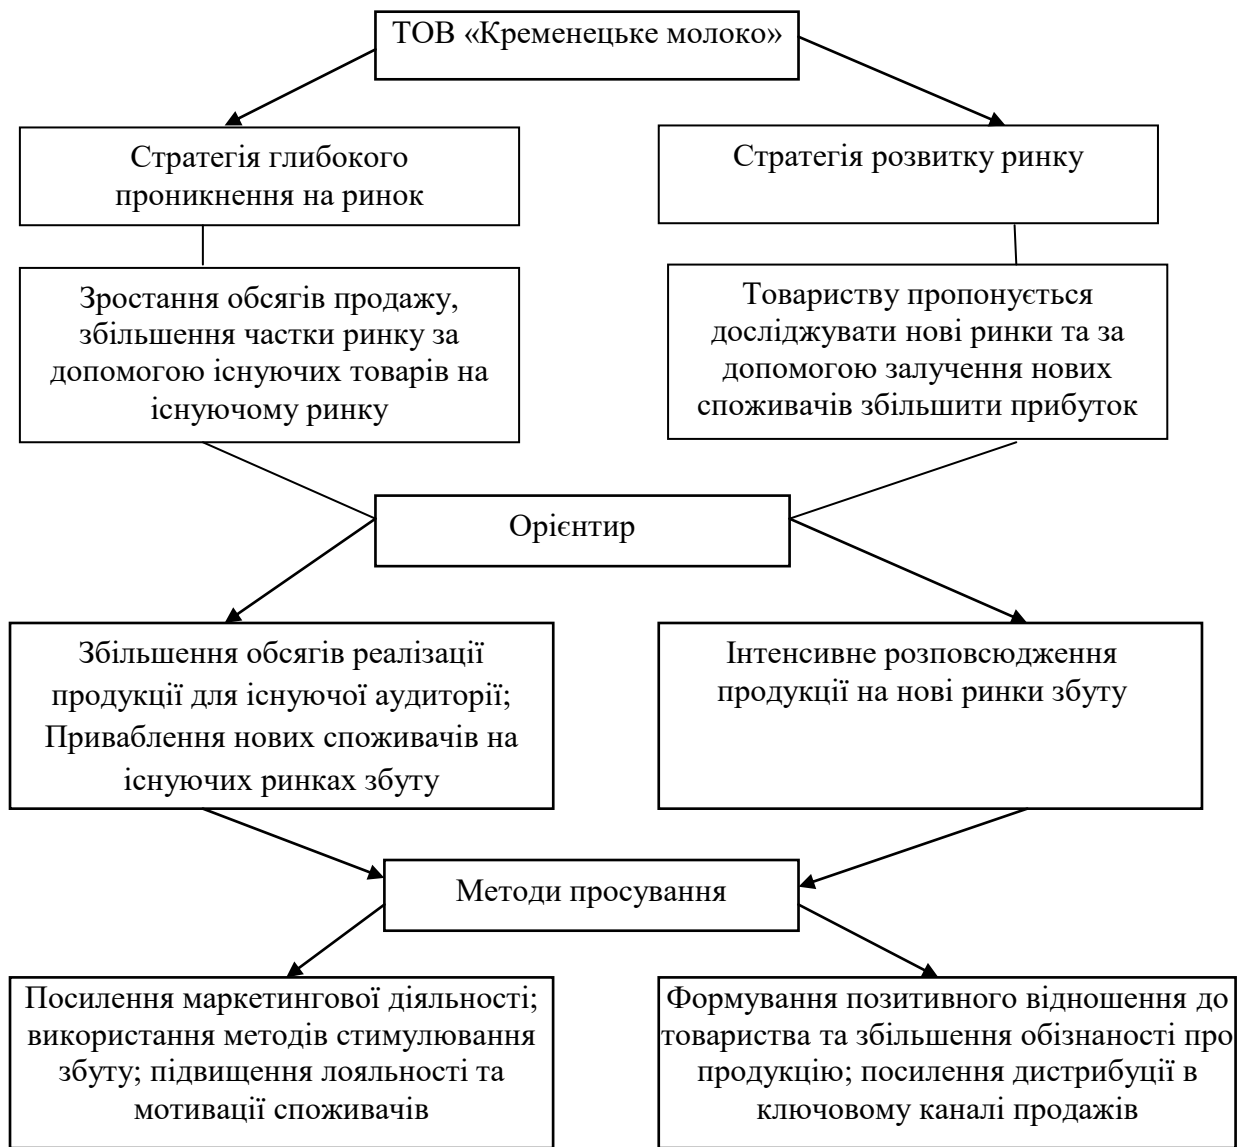 ТОВ «Кременецьке молоко»
Стратегія глибокого
проникнення на ринок
Стратегія розвитку ринку
Зростання обсягів продажу,
збільшення частки ринку за
допомогою існуючих товарів на
існуючому ринку
Товариству пропонується
досліджувати нові ринки та за
допомогою залучення нових
споживачів збільшити прибуток
Орієнтир
Збільшення обсягів реалізації
продукції для існуючої аудиторії;
Приваблення нових споживачів на
існуючих ринках збуту
Інтенсивне розповсюдження
продукції на нові ринки збуту
Методи просування
Посилення маркетингової діяльності;
використання методів стимулювання
збуту; підвищення лояльності та
мотивації споживачів
Формування позитивного відношення до
товариства та збільшення обізнаності про
продукцію; посилення дистрибуції в
ключовому каналі продажів